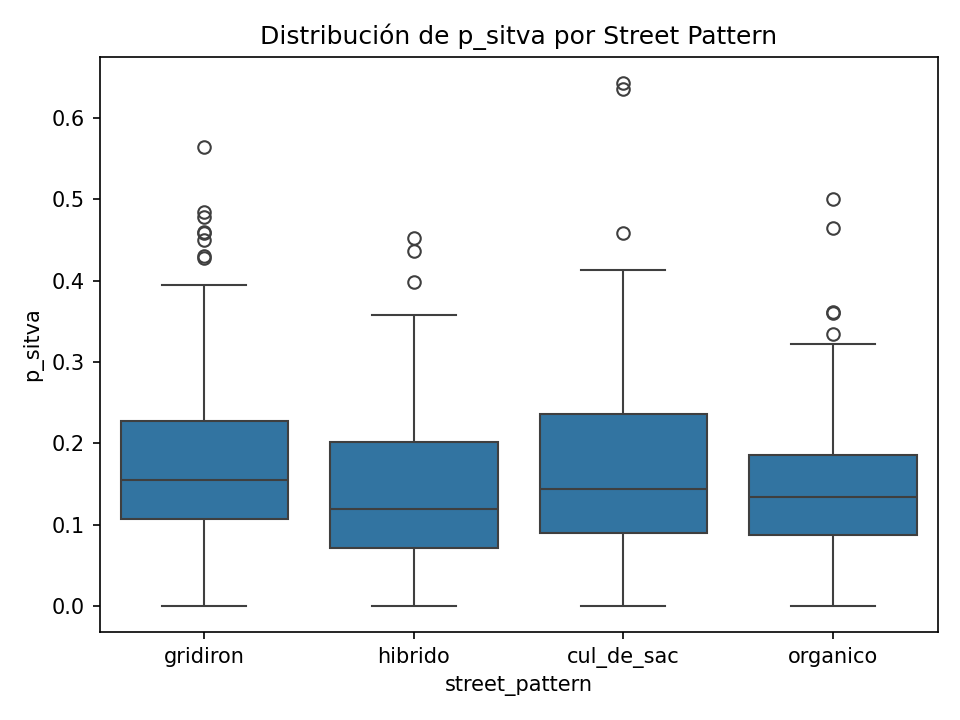 Distribución de p_sitva por Street Pattern
p_sitva
0.6
0.5
0.4
0.3
0.2
0.1
0.0
gridiron hibrido cul_de_sac organico
street_pattern